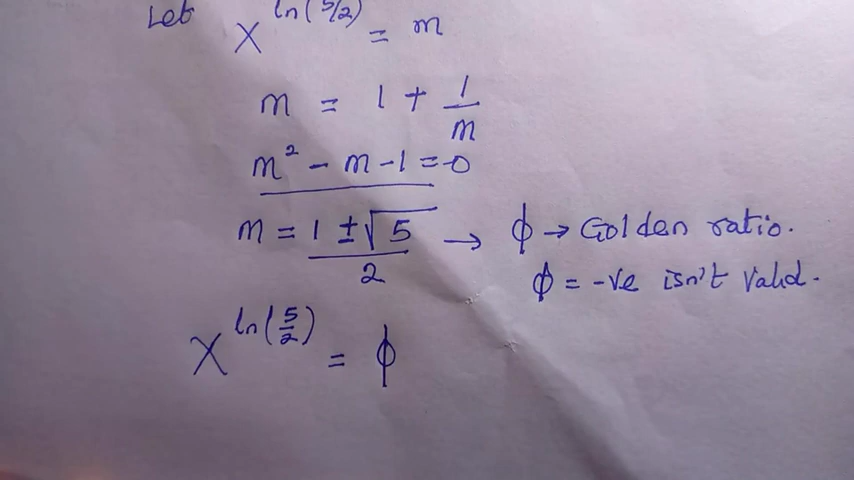 Let x^ln(5/2) = m
m = 1 + 1/m
m² - m - 1 = 0
m = 1 ± √5 / 2 → ϕ → Golden ratio.
ϕ = -ve isn't valid.
x^ln(5/2) = ϕ